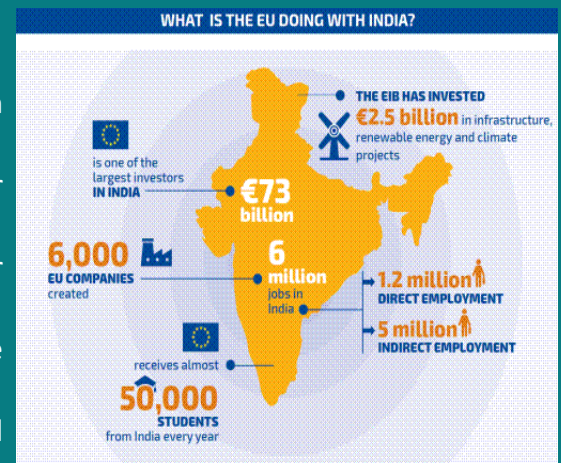 WHAT IS THE EU DOING WITH INDIA?
THE EIB HAS INVESTED
€2.5 billion in infrastructure,
renewable energy and climate
projects
is one of the
largest investors
IN INDIA
€73
billion
6,000
EU COMPANIES
created
6
million
jobs in
India
1.2 million
DIRECT EMPLOYMENT
5 million
INDIRECT EMPLOYMENT
receives almost
50,000
STUDENTS
from India every year